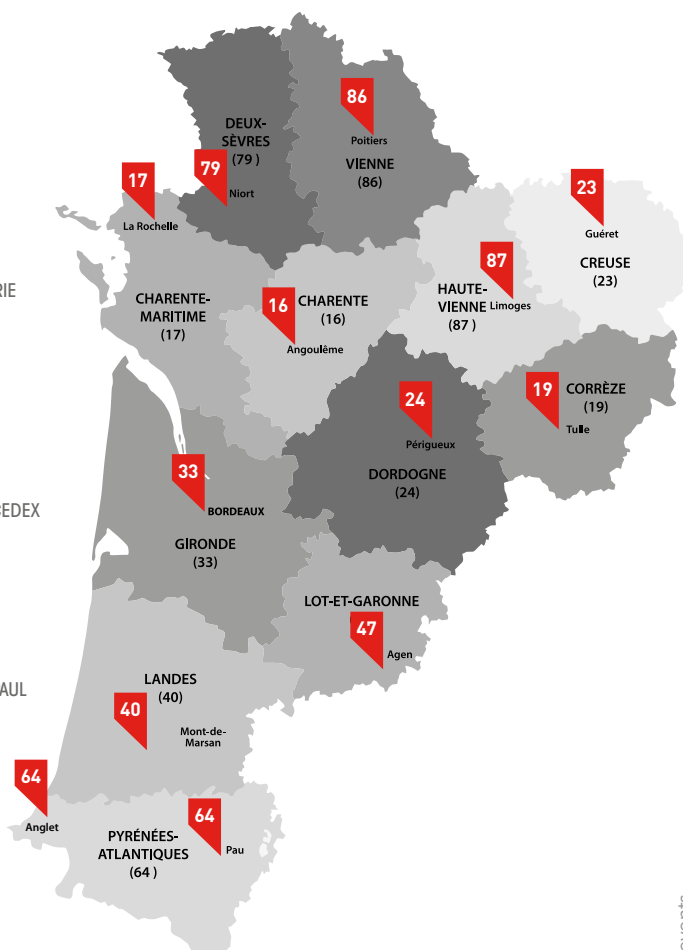 86
DEUX-
SÈVRES
(79 )
Poitiers
VIENNE
(86)
79
Niort
17
La Rochelle
23
Guéret
CREUSE
(23)
87
HAUTE-
VIENNE
(87 )
Limoges
RIE
CHARENTE-
MARITIME
(17)
16
CHARENTE
(16)
Angoulême
19
CORRÈZE
(19)
Tulle
24
Périgueux
DORDOGNE
(24)
33
BORDEAUX
CEDEX
GIRONDE
(33)
LOT-ET-GARONNE
47
Agen
AUL
LANDES
(40)
40
Mont-de-
Marsan
64
Anglet
64
Pau
PYRÉNÉES-
ATLANTIQUES
(64 )